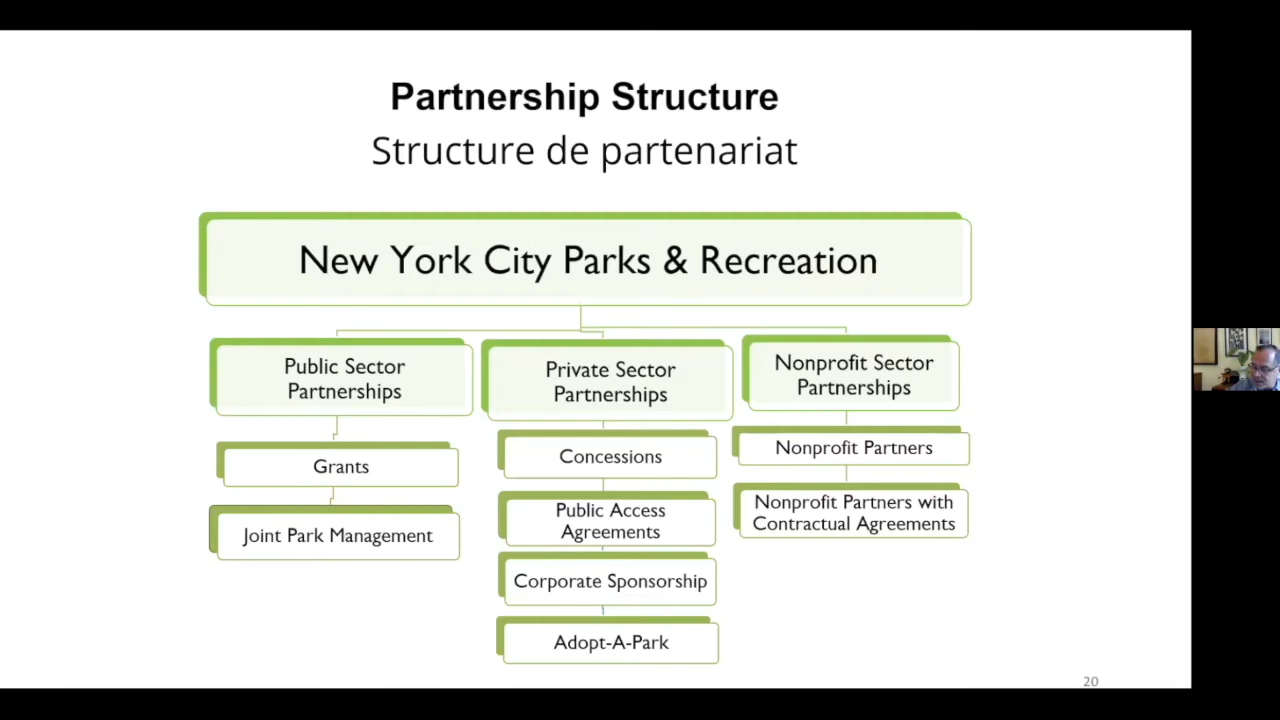 Partnership Structure
Structure de partenariat
New York City Parks & Recreation
Public Sector
Partnerships
Grants
Joint Park Management
Private Sector
Partnerships
Concessions
Public Access
Agreements
Corporate Sponsorship
Adopt-A-Park
Nonprofit Sector
Partnerships
Nonprofit Partners
Nonprofit Partners with
Contractual Agreements
20